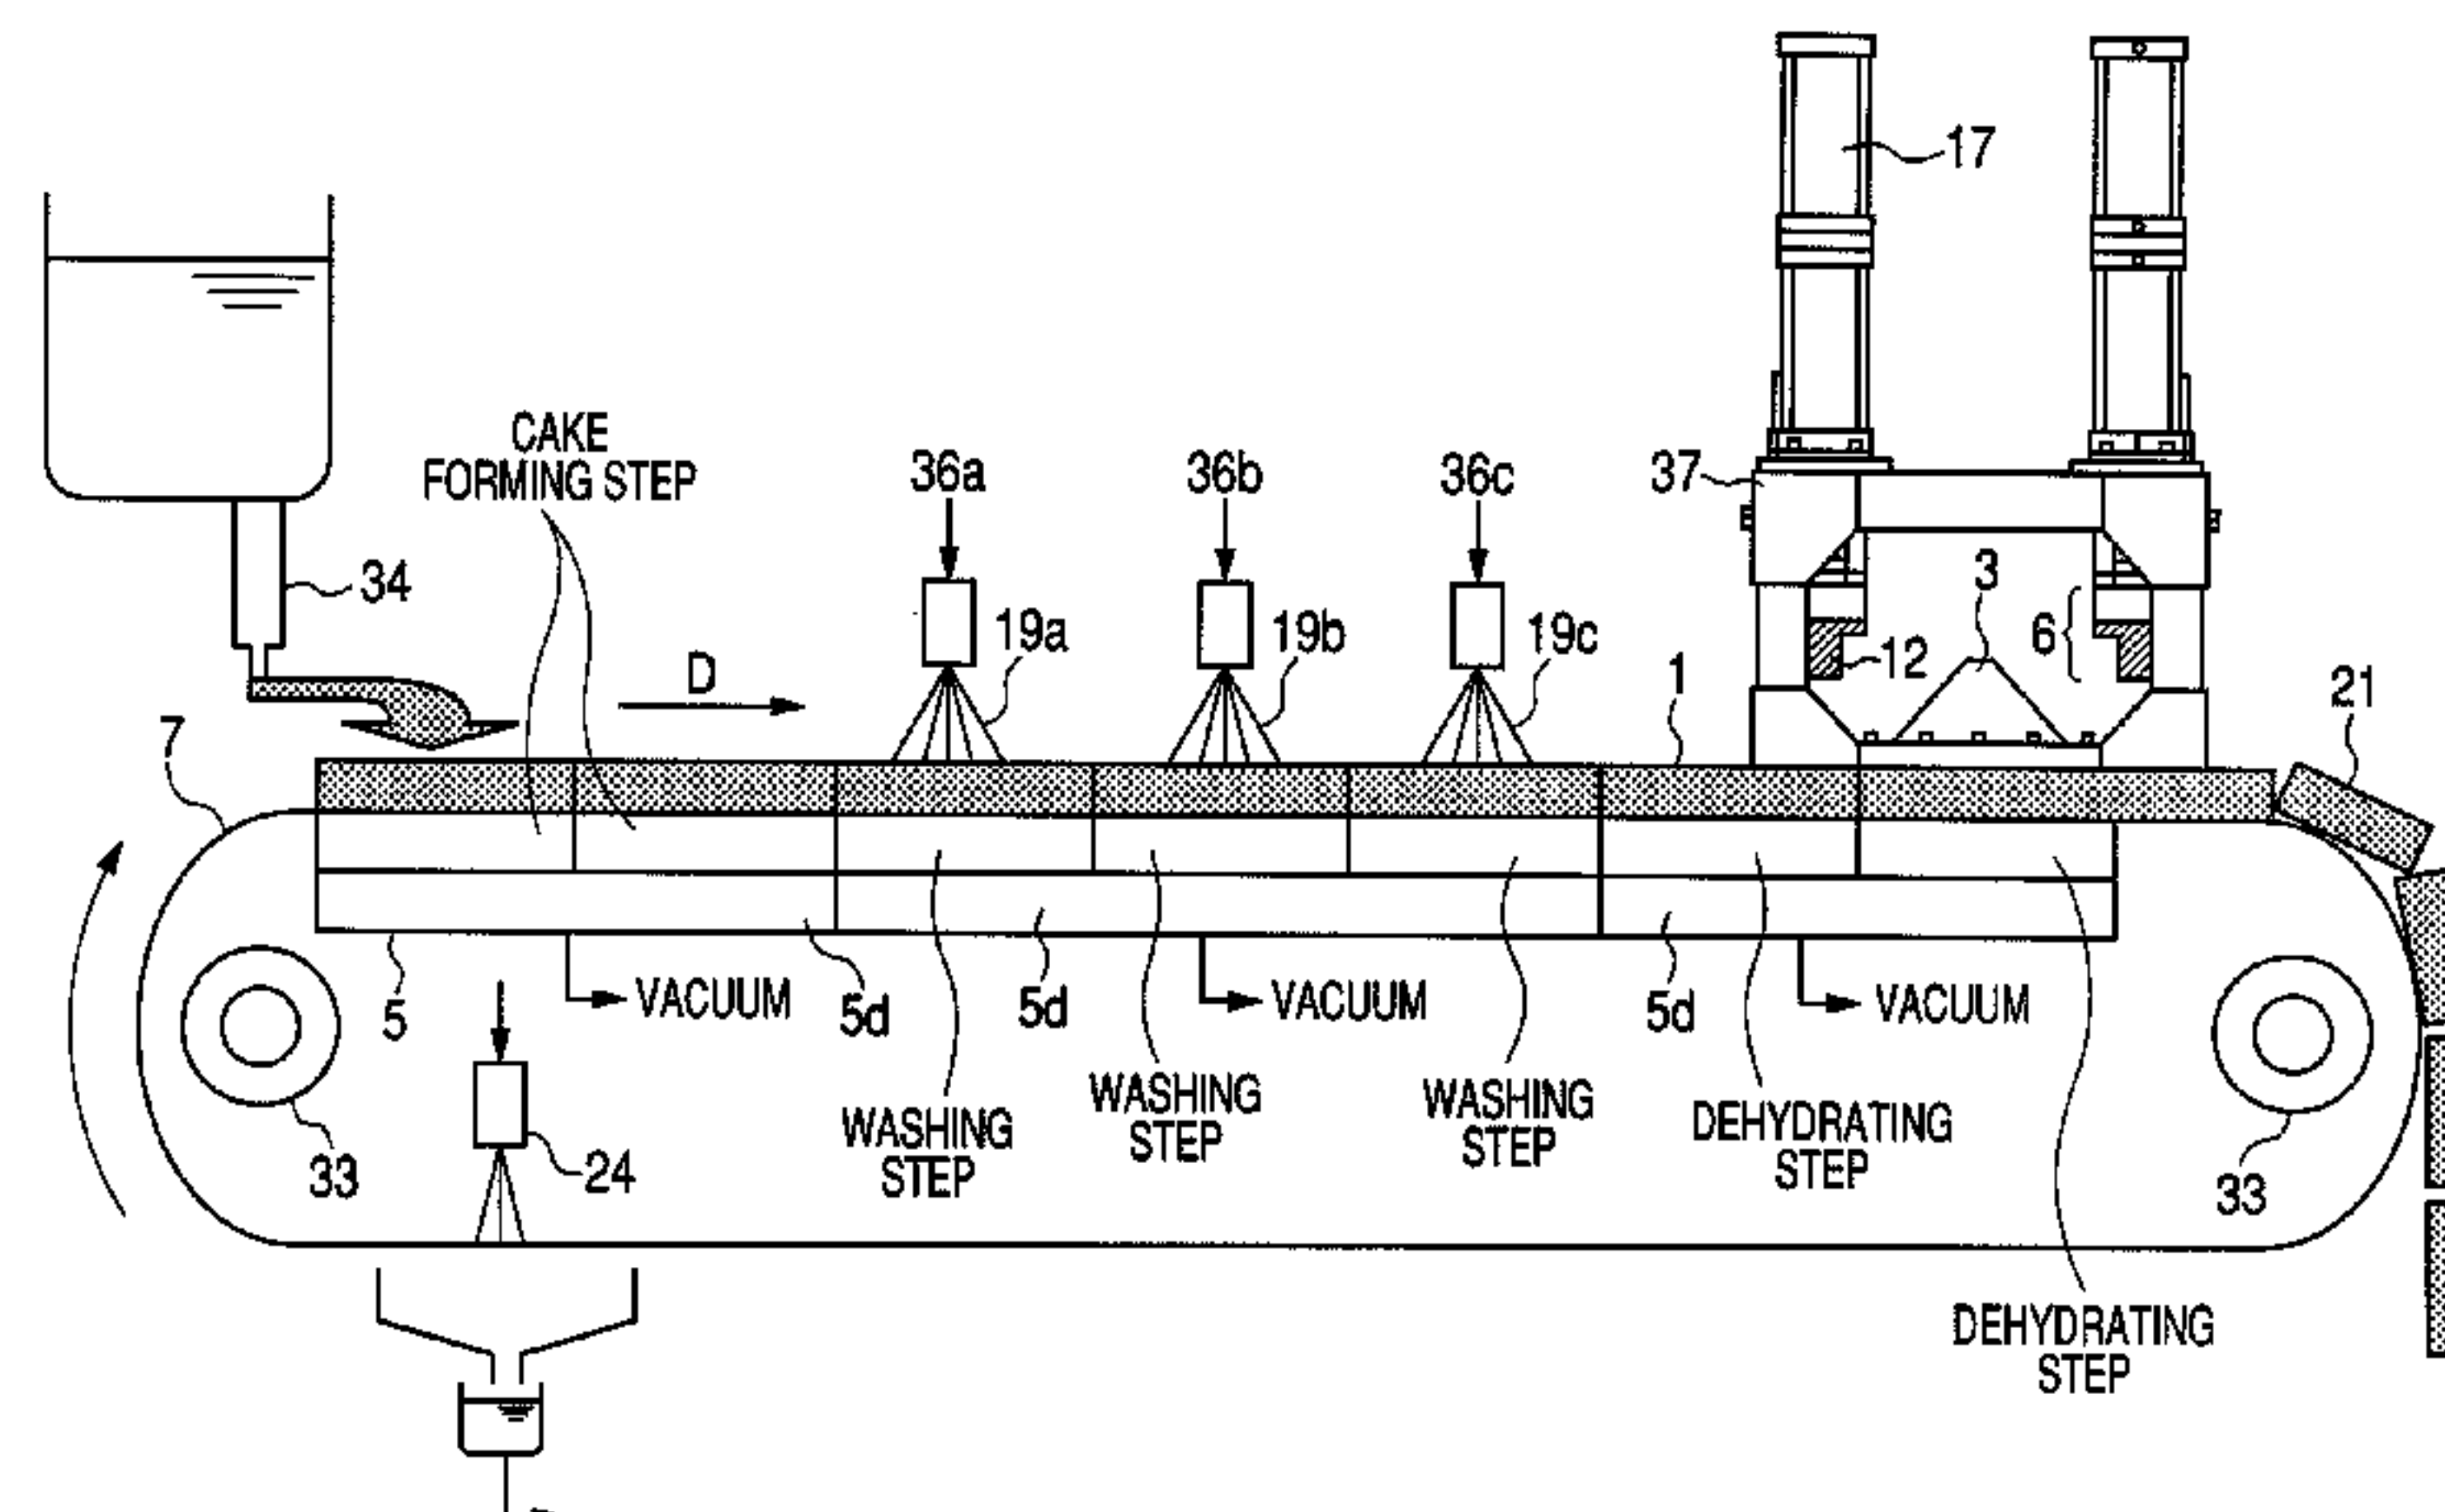 17
CAKE
FORMING STEP
36a
36b
36c
37
34
3
19a
19b
19c
6
12
D
1
21
7
5
VACUUM
5d
5d
VACUUM
5d
VACUUM
33
24
WASHING
STEP
WASHING
STEP
WASHING
STEP
DEHYDRATING
STEP
33
DEHYDRATING
STEP